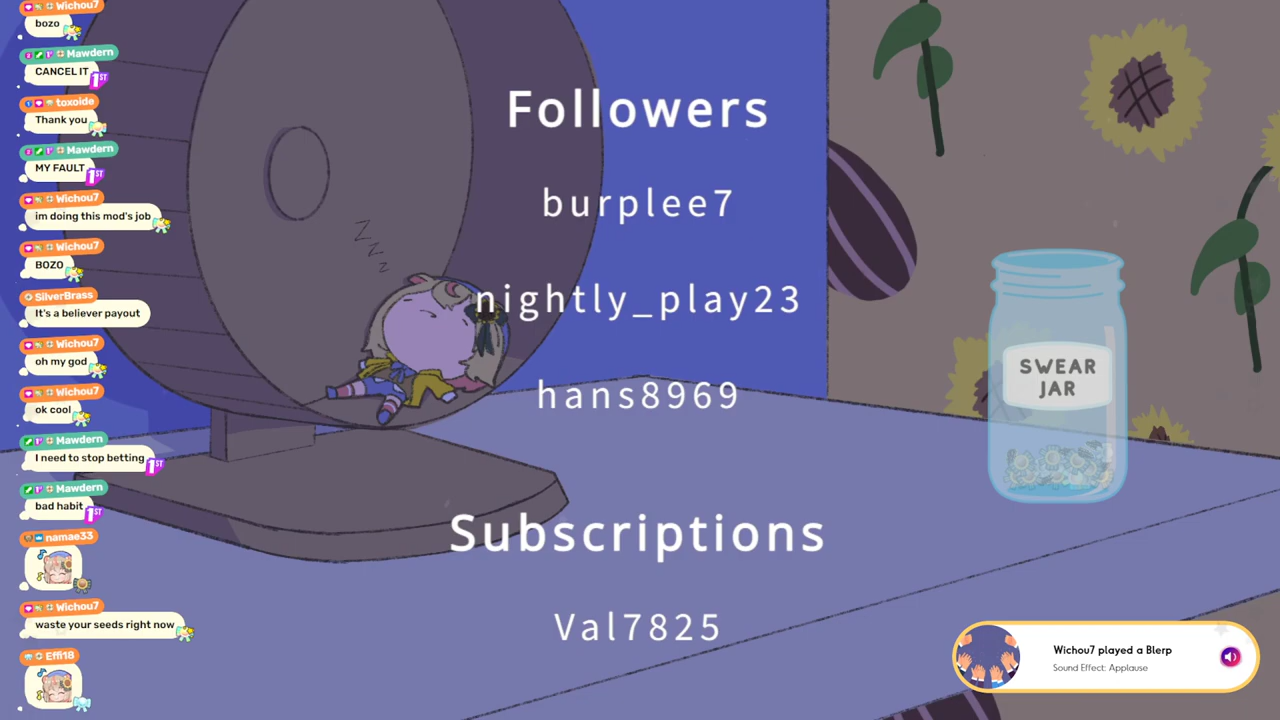 Wichou7
bozo
Mawdern
CANCEL IT
1ST
toxoide
Thank you
Mawdern
MY FAULT
1ST
Wichou7
im doing this mod's job
Wichou7
BOZO
SilverBrass
It's a believer payout
Wichou7
oh my god
Wichou7
ok cool
Mawdern
I need to stop betting
1ST
Mawdern
bad habit
1ST
namae33
Wichou7
waste your seeds right now
Effi18
Followers
burplee7
nightly_play23
hans8969
Subscriptions
Val7825
ZZZZ
SWEAR
JAR
Wichou7 played a Blerp
Sound Effect: Applause